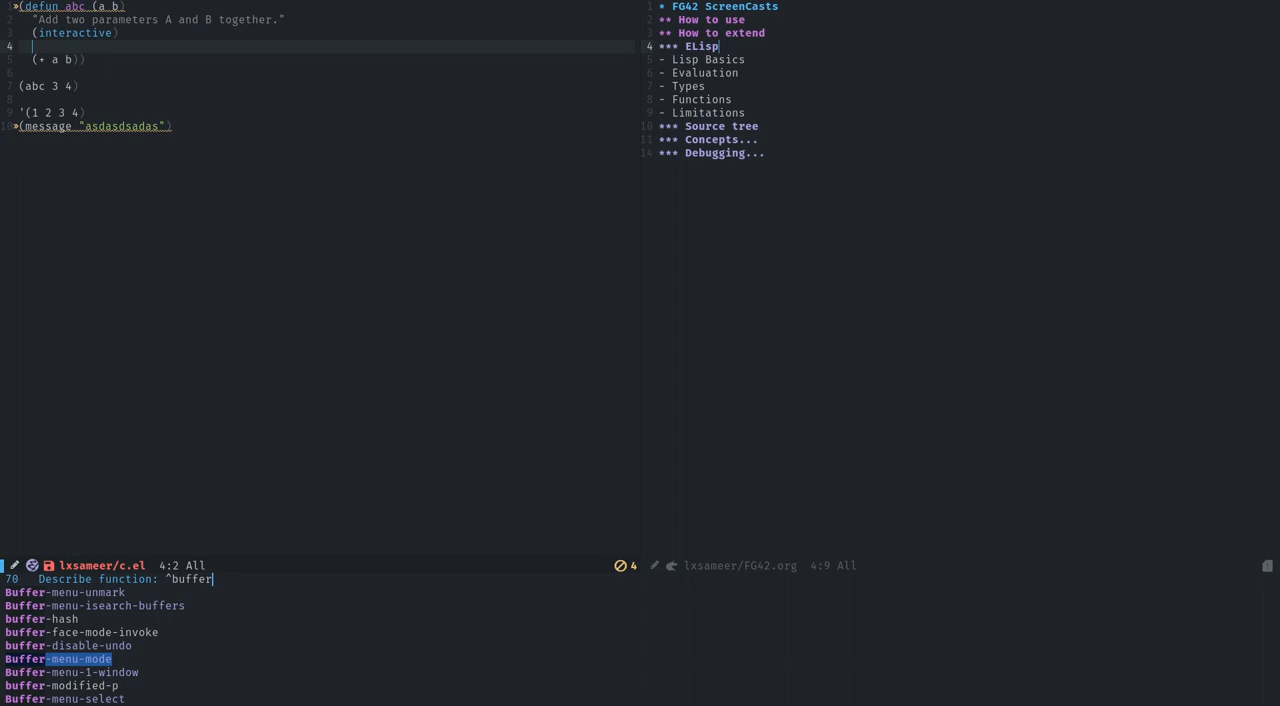 1»(defun abc (a b)
2 "Add two parameters A and B together."
3 (interactive)
4
5 (+ a b))
6
7 (abc 3 4)
8
9 '(1 2 3 4)
10»(message "asdasdsadas")
1 * FG42 ScreenCasts
2 ** How to use
3 ** How to extend
4 *** ELisp
5 - Lisp Basics
6 - Evaluation
7 - Types
8 - Functions
9 - Limitations
10 *** Source tree
11 *** Concepts...
14 *** Debugging...
lxsameer/c.el 4:2 All 4
lxsameer/FG42.org 4:9 All
70 Describe function: ^buffer
Buffer-menu-unmark
Buffer-menu-isearch-buffers
buffer-hash
buffer-face-mode-invoke
buffer-disable-undo
Buffer-menu-mode
Buffer-menu-1-window
buffer-modified-p
Buffer-menu-select